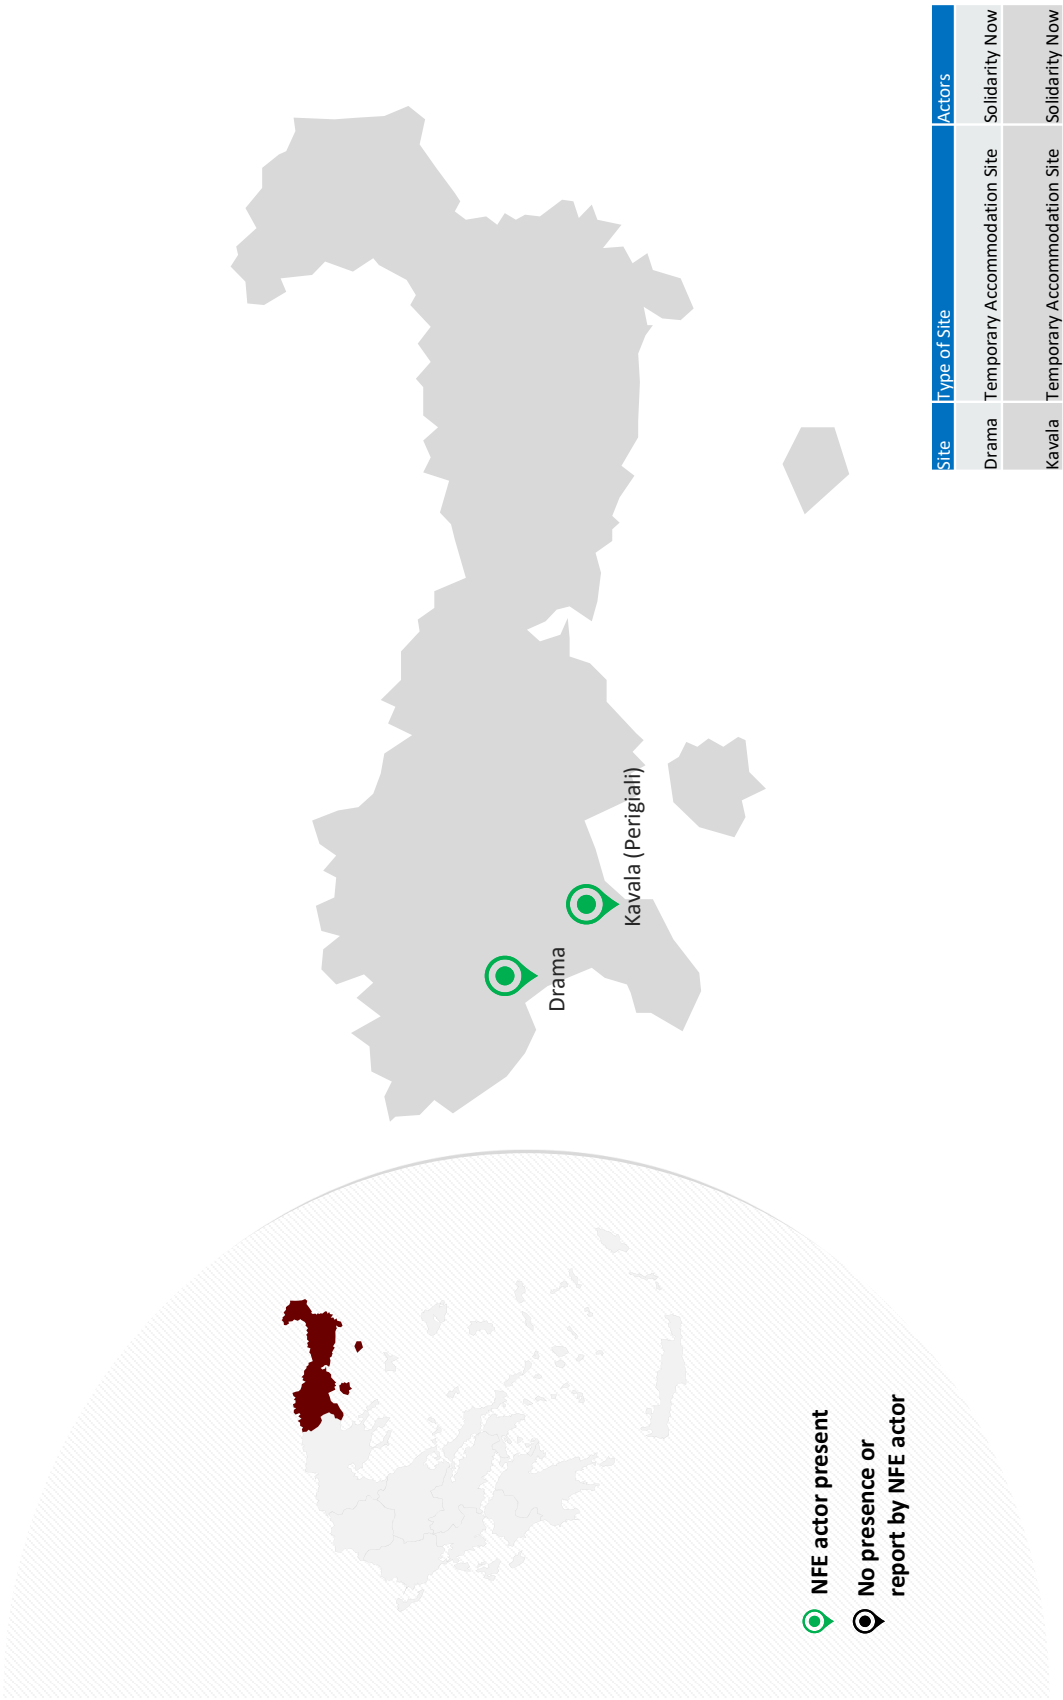 Drama
Kavala (Perigiali)
NFE actor present
No presence or
report by NFE actor
Site Type of Site Actors
Drama Temporary Accommodation Site Solidarity Now
Kavala Temporary Accommodation Site Solidarity Now